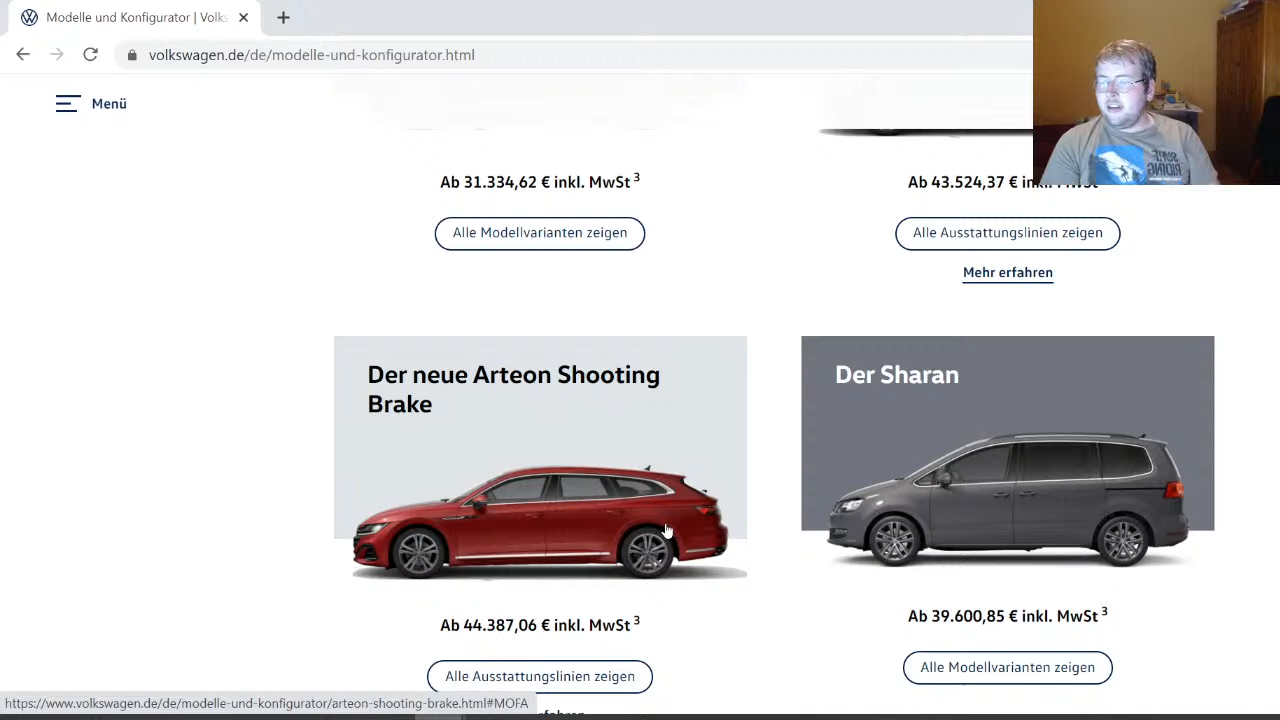 Modelle und Konfigurator | Volks
volkswagen.de/de/modelle-und-konfigurator.html
Menü
Ab 31.334,62 € inkl. MwSt 3
Ab 43.524,37 € inkl. MwSt
Alle Modellvarianten zeigen
Alle Ausstattungslinien zeigen
Mehr erfahren
Der neue Arteon Shooting
Brake
Der Sharan
Ab 44.387,06 € inkl. MwSt 3
Ab 39.600,85 € inkl. MwSt 3
Alle Ausstattungslinien zeigen
Alle Modellvarianten zeigen
https://www.volkswagen.de/de/modelle-und-konfigurator/arteon-shooting-brake.html#MOFA